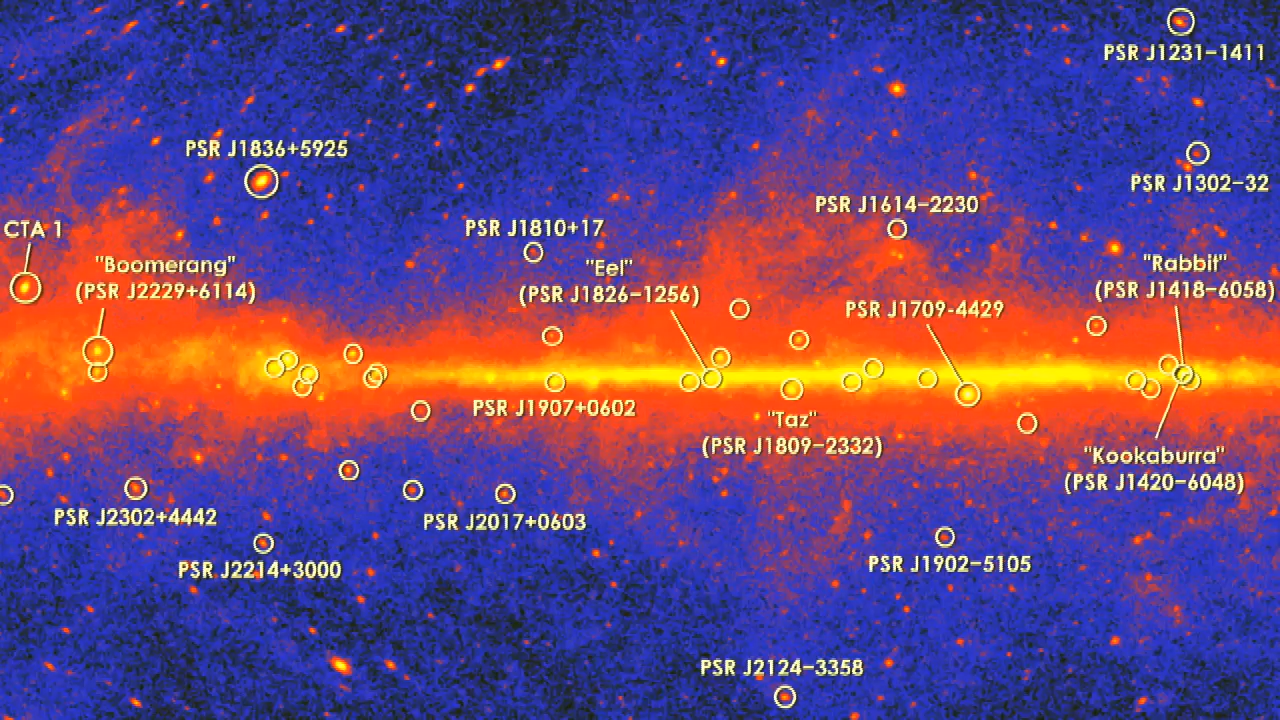 PSR J1231−1411
PSR J1836+5925
PSR J1302−32
CTA 1
PSR J1810+17
PSR J1614−2230
"Boomerang"
(PSR J2229+6114)
"Eel"
(PSR J1826−1256)
PSR J1709-4429
"Rabbit"
(PSR J1418−6058)
PSR J1907+0602
"Taz"
(PSR J1809−2332)
"Kookaburra"
(PSR J1420−6048)
PSR J2302+4442
PSR J2017+0603
PSR J2214+3000
PSR J1902−5105
PSR J2124−3358